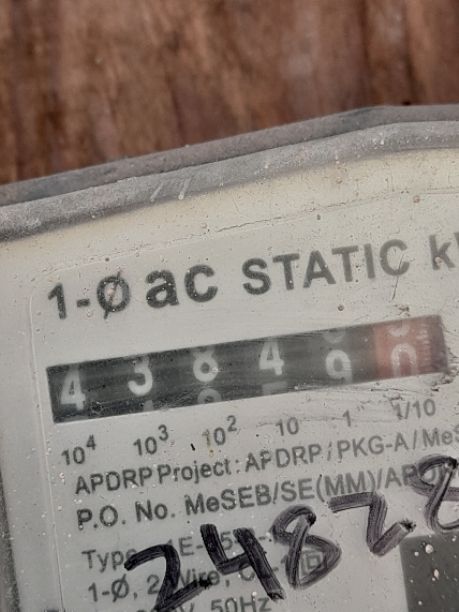 1-Ø ac STATIC k
4 3 8 4 9 0
10⁴ 10³ 10² 10 1 1/10
APDRP Project : APDRP / PKG-A / MeS
P.O. No. MeSEB/SE(MM)/AP
Type
24828
1-Ø, 2 Wire,
50Hz